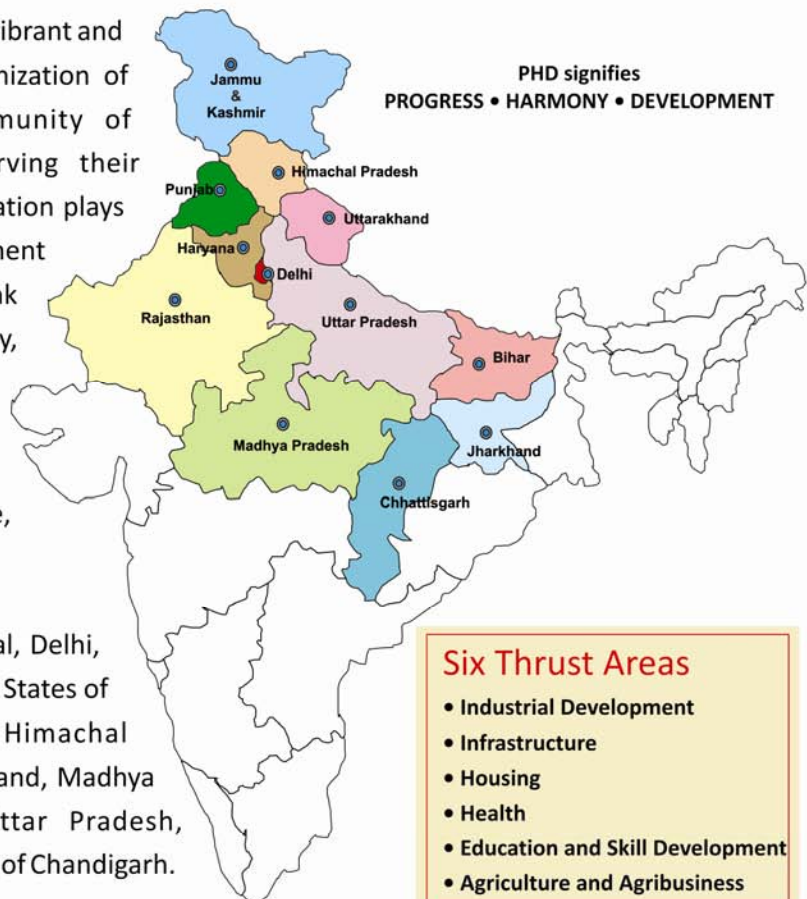 ibrant and
nization of
munity of
rving their
ation plays
ment
nk
y,
e,
al, Delhi,
States of
Himachal
and, Madhya
ttar Pradesh,
of Chandigarh.
PHD signifies
PROGRESS • HARMONY • DEVELOPMENT
Jammu
&
Kashmir
Himachal Pradesh
Punjab
Uttarakhand
Haryana
Delhi
Rajasthan
Uttar Pradesh
Bihar
Madhya Pradesh
Jharkhand
Chhattisgarh
Six Thrust Areas
• Industrial Development
• Infrastructure
• Housing
• Health
• Education and Skill Development
• Agriculture and Agribusiness